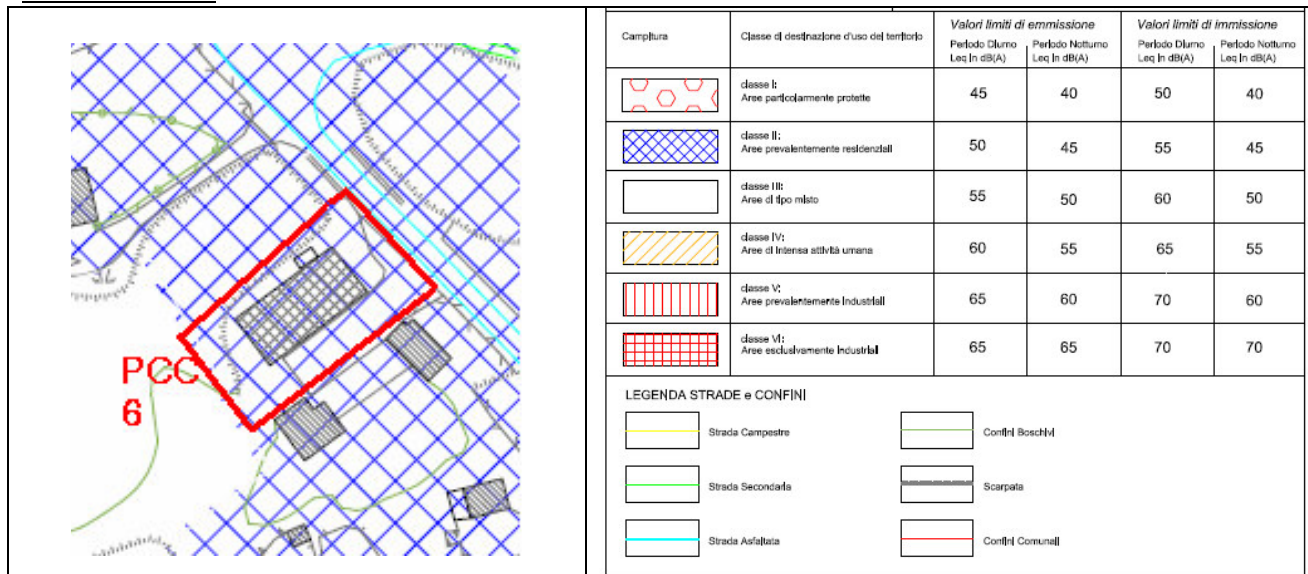 PCC
6
Campitura
Classe di destinazione d'uso del territorio
Valori limiti di emmissione
Valori limiti di immissione
Periodo Diurno
Leq in dB(A)
Periodo Notturno
Leq in dB(A)
Periodo Diurno
Leq in dB(A)
Periodo Notturno
Leq in dB(A)
classe I:
Aree particolarmente protette
45 40 50 40
classe II:
Aree prevalentemente residenziali
50 45 55 45
classe III:
Aree di tipo misto
55 50 60 50
classe IV:
Aree di intensa attività umana
60 55 65 55
classe V:
Aree prevalentemente industriali
65 60 70 60
classe VI:
Aree esclusivamente industriali
65 65 70 70
LEGENDA STRADE e CONFINI
Strada Campestre
Confini Boschivi
Strada Secondaria
Scarpata
Strada Asfaltata
Confini Comunali